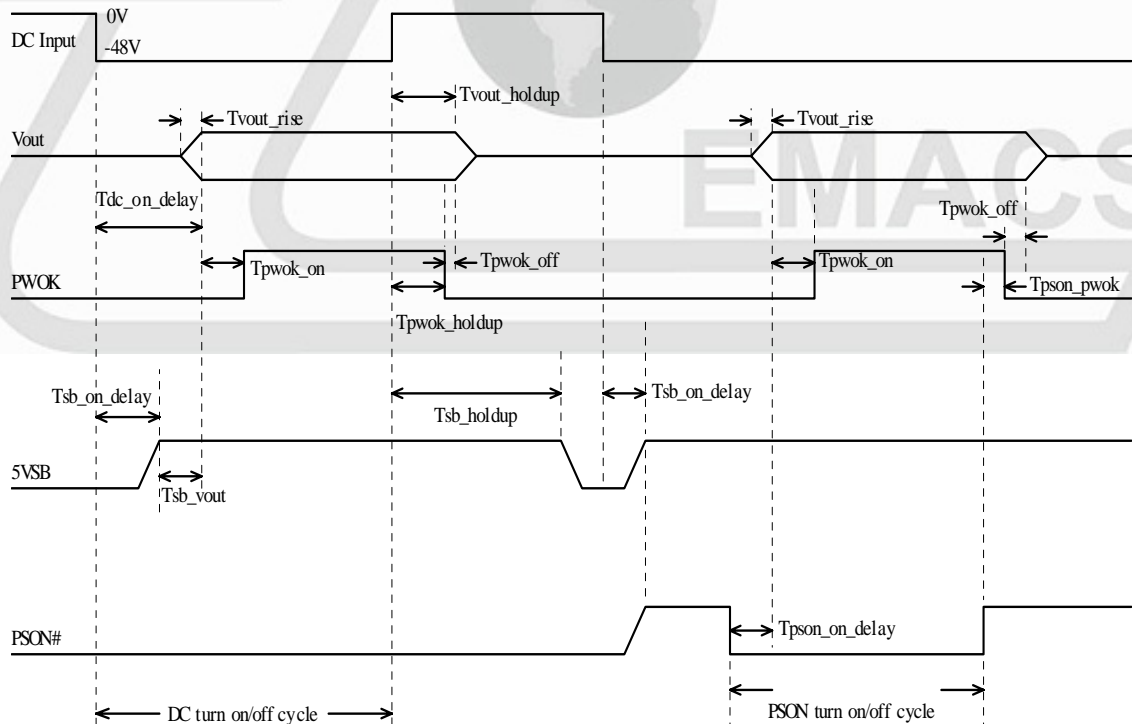 0V
DC Input
-48V
Tvout_holdup
Tvout_rise
Tvout_rise
Vout
EMACS
Tdc_on_delay
Tpwok_off
Tpwok_on
Tpwok_off
Tpwok_on
PWOK
Tpson_pwok
Tpwok_holdup
Tsb_on_delay
Tsb_on_delay
Tsb_holdup
5VSB
Tsb_vout
PSON#
Tpson_on_delay
DC turn on/off cycle
PSON turn on/off cycle